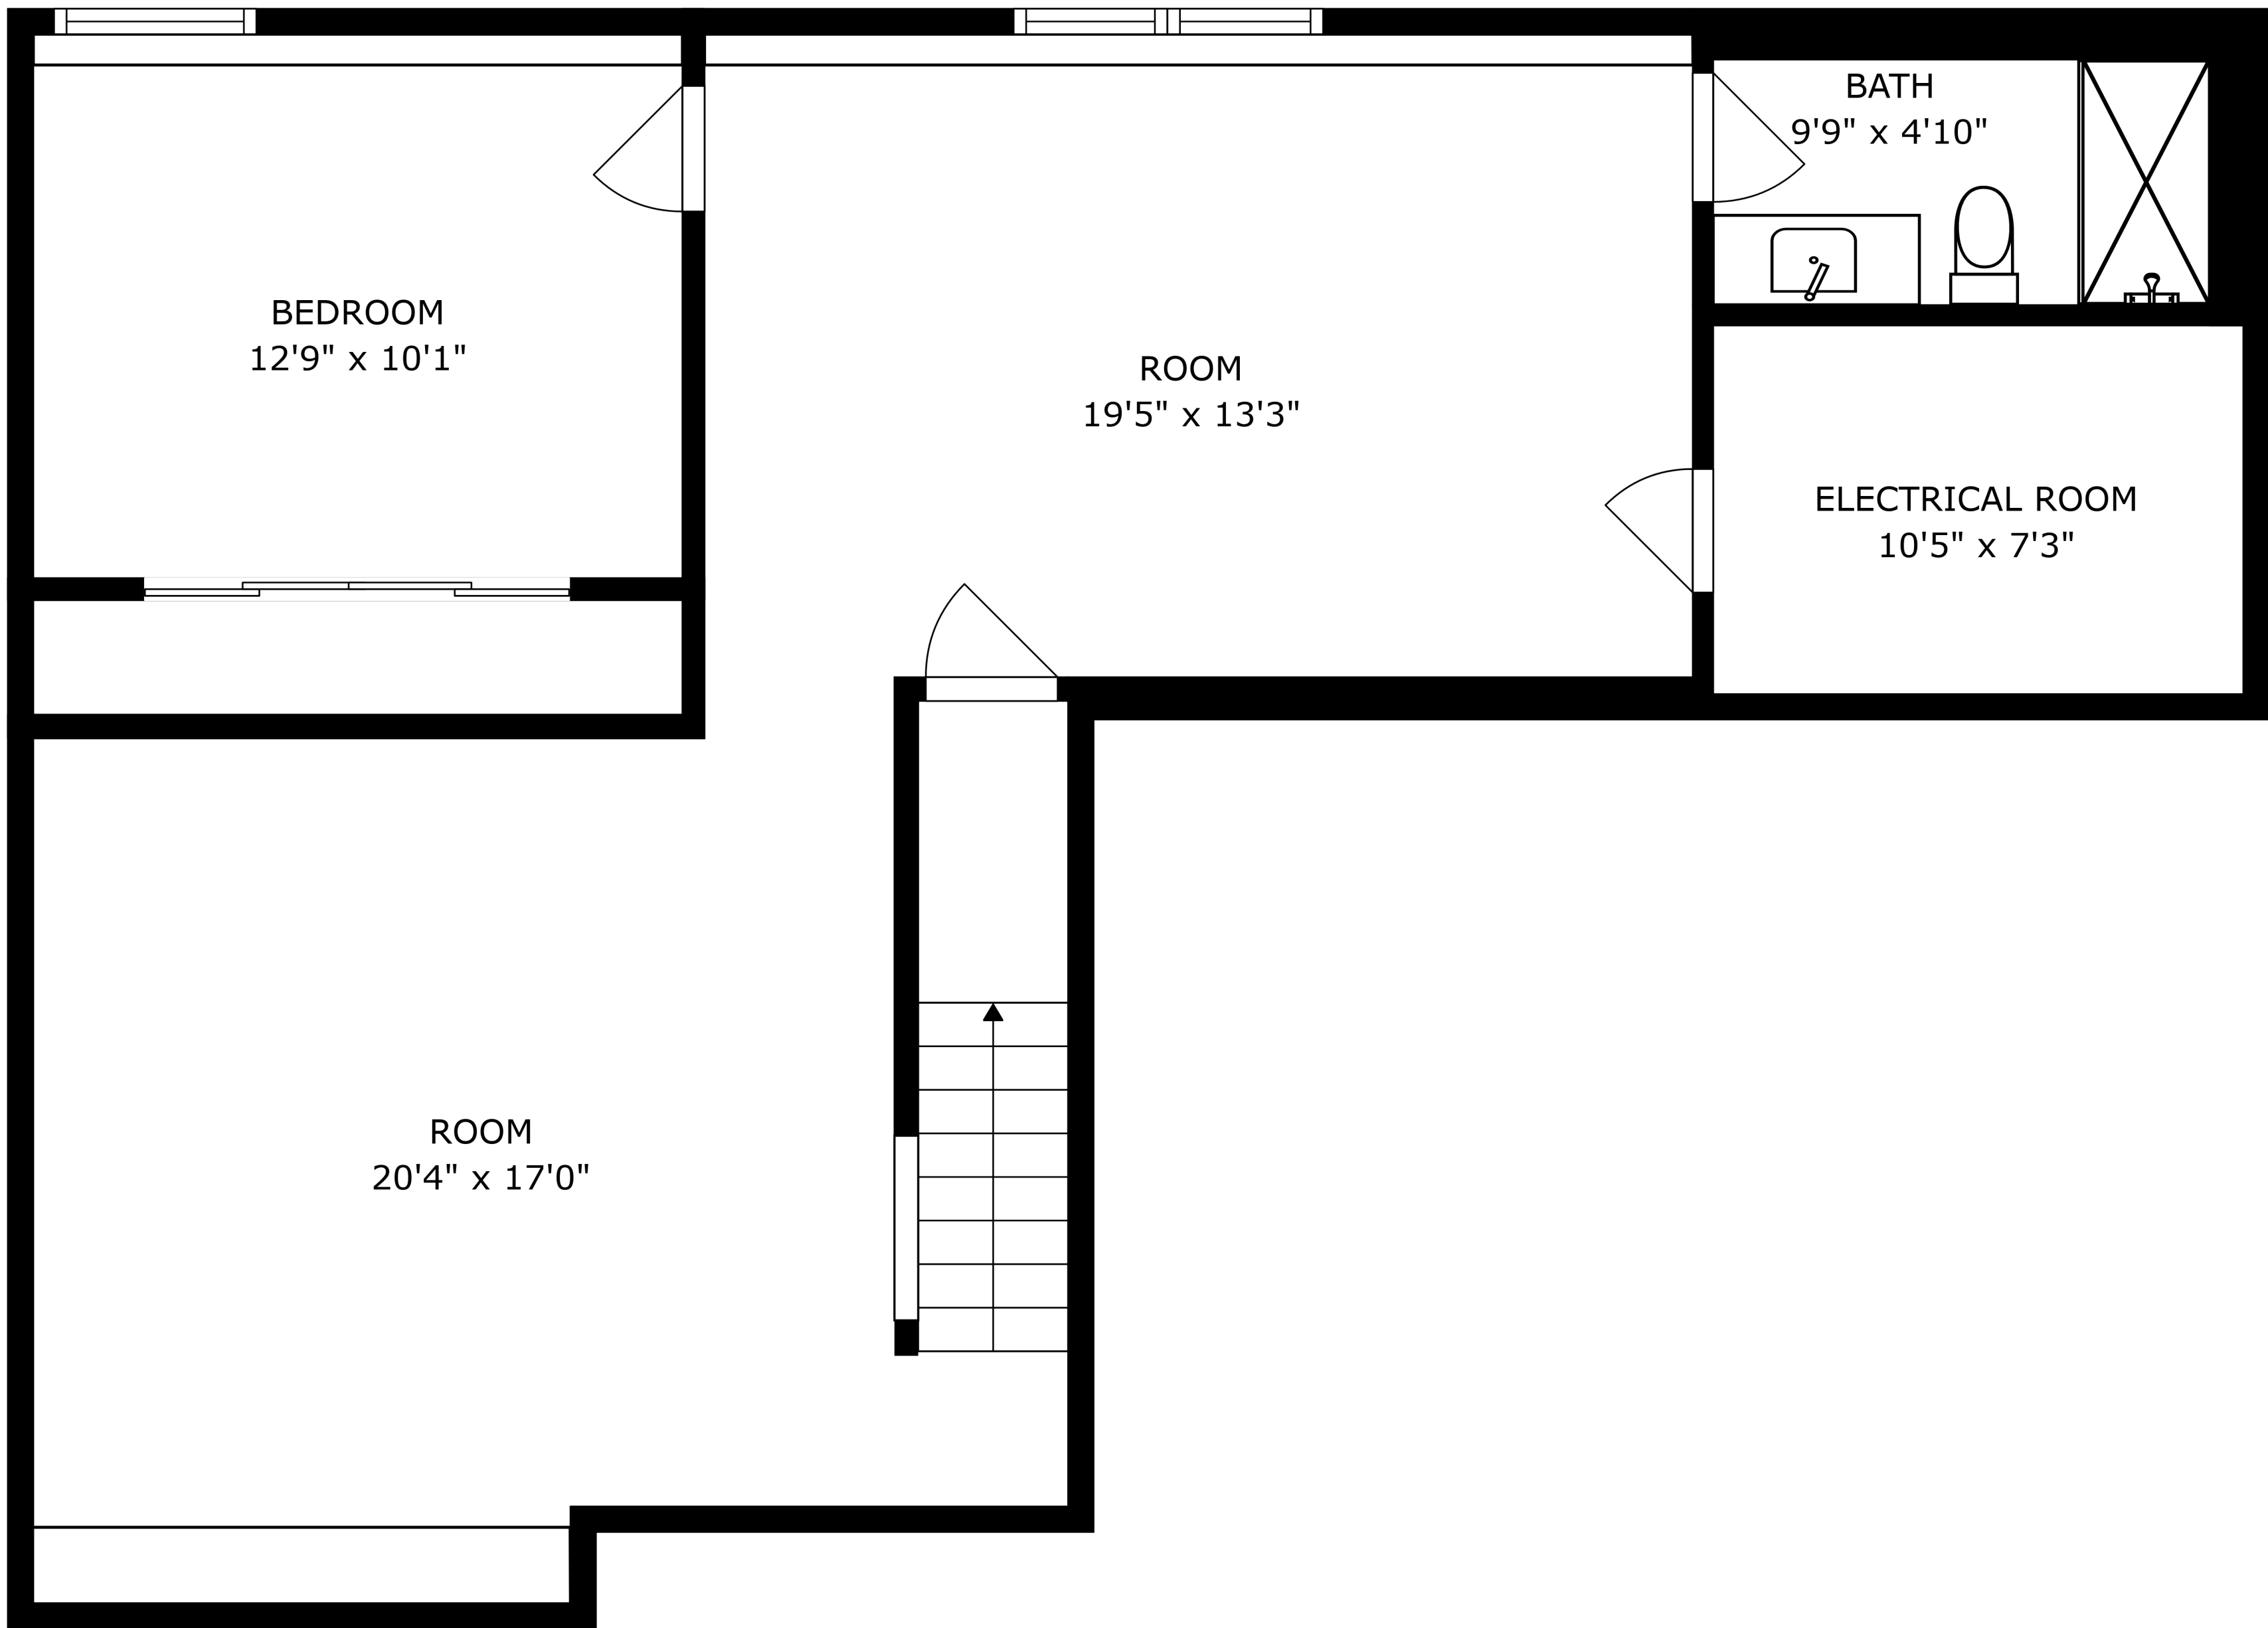 BATH
9'9" x 4'10"
BEDROOM
12'9" x 10'1"
ROOM
19'5" x 13'3"
ELECTRICAL ROOM
10'5" x 7'3"
ROOM
20'4" x 17'0"